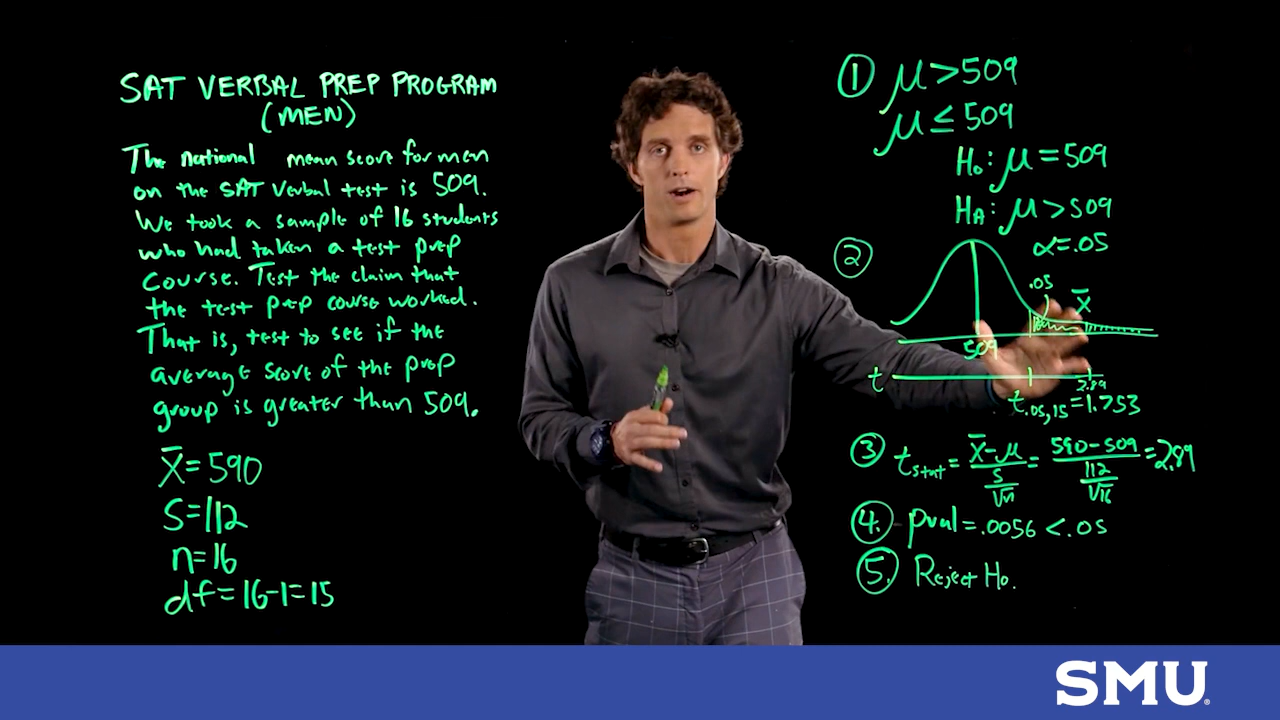 SAT VERBAL PREP PROGRAM
(MEN)
The national mean score for men
on the SAT Verbal test is 509.
We took a sample of 16 students
who had taken a test prep
course. Test the claim that
the test prep course worked.
That is, test to see if the
average score of the prep
group is greater than 509.
x̄=590
S=112
n=16
df=16-1=15
① μ>509
μ≤509
H₀: μ=509
Hₐ: μ>509
② α=.05
.05 x̄
509
t 2.89
t.05,15=1.753
③ tstat= (x̄-μ)/(s/√n) = (590-509)/(112/√16) =2.89
④. pval=.0056<.05
⑤. Reject Ho.
SMU